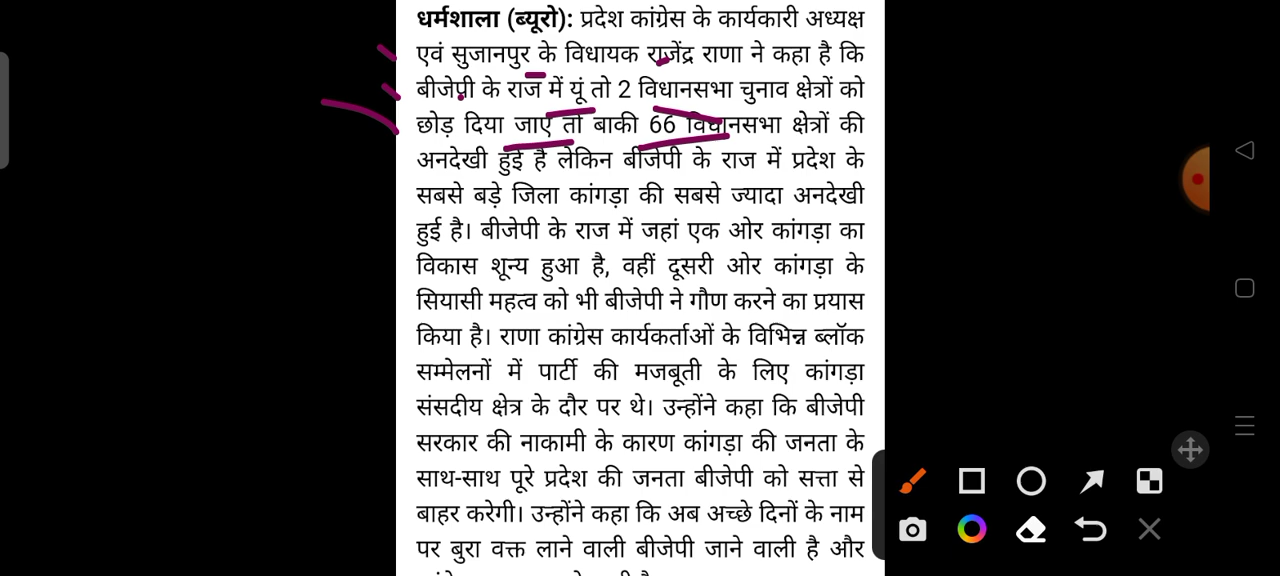 धर्मशाला (ब्यूरो): प्रदेश कांग्रेस के कार्यकारी अध्यक्ष
एवं सुजानपुर के विधायक राजेंद्र राणा ने कहा है कि
बीजेपी के राज में यूं तो 2 विधानसभा चुनाव क्षेत्रों को
छोड़ दिया जाए तो बाकी 66 विधानसभा क्षेत्रों की
अनदेखी हुई है लेकिन बीजेपी के राज में प्रदेश के
सबसे बड़े जिला कांगड़ा की सबसे ज्यादा अनदेखी
हुई है। बीजेपी के राज में जहां एक ओर कांगड़ा का
विकास शून्य हुआ है, वहीं दूसरी ओर कांगड़ा के
सियासी महत्व को भी बीजेपी ने गौण करने का प्रयास
किया है। राणा कांग्रेस कार्यकर्ताओं के विभिन्न ब्लॉक
सम्मेलनों में पार्टी की मजबूती के लिए कांगड़ा
संसदीय क्षेत्र के दौर पर थे। उन्होंने कहा कि बीजेपी
सरकार की नाकामी के कारण कांगड़ा की जनता के
साथ-साथ पूरे प्रदेश की जनता बीजेपी को सत्ता से
बाहर करेगी। उन्होंने कहा कि अब अच्छे दिनों के नाम
पर बुरा वक्त लाने वाली बीजेपी जाने वाली है और